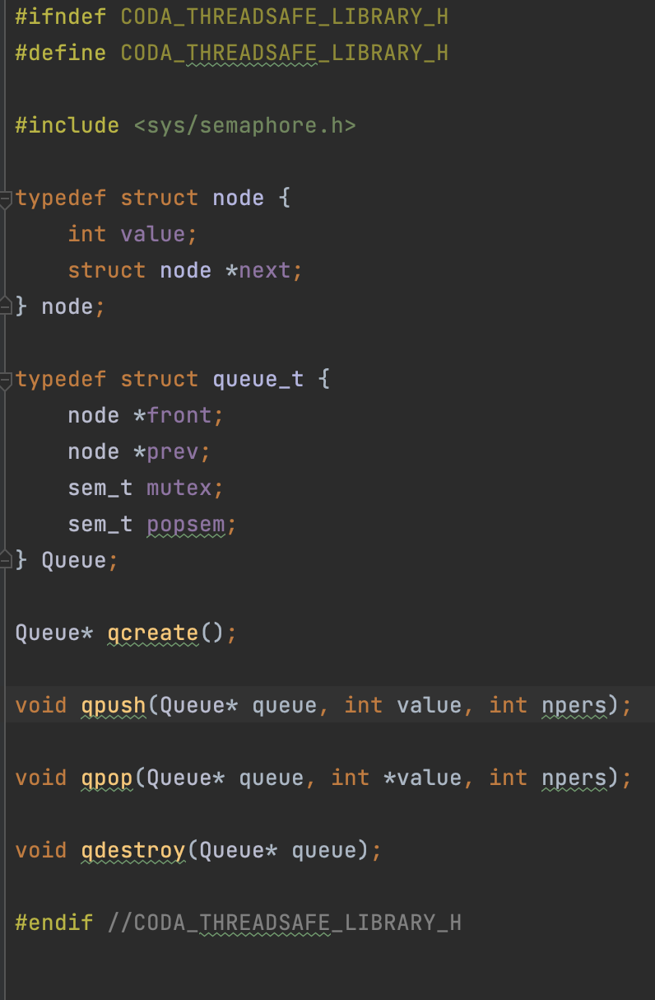 #ifndef CODA_THREADSAFE_LIBRARY_H
#define CODA_THREADSAFE_LIBRARY_H
#include <sys/semaphore.h>
typedef struct node {
    int value;
    struct node *next;
} node;
typedef struct queue_t {
    node *front;
    node *prev;
    sem_t mutex;
    sem_t popsem;
} Queue;
Queue* qcreate();
void qpush(Queue* queue, int value, int npers);
void qpop(Queue* queue, int *value, int npers);
void qdestroy(Queue* queue);
#endif //CODA_THREADSAFE_LIBRARY_H